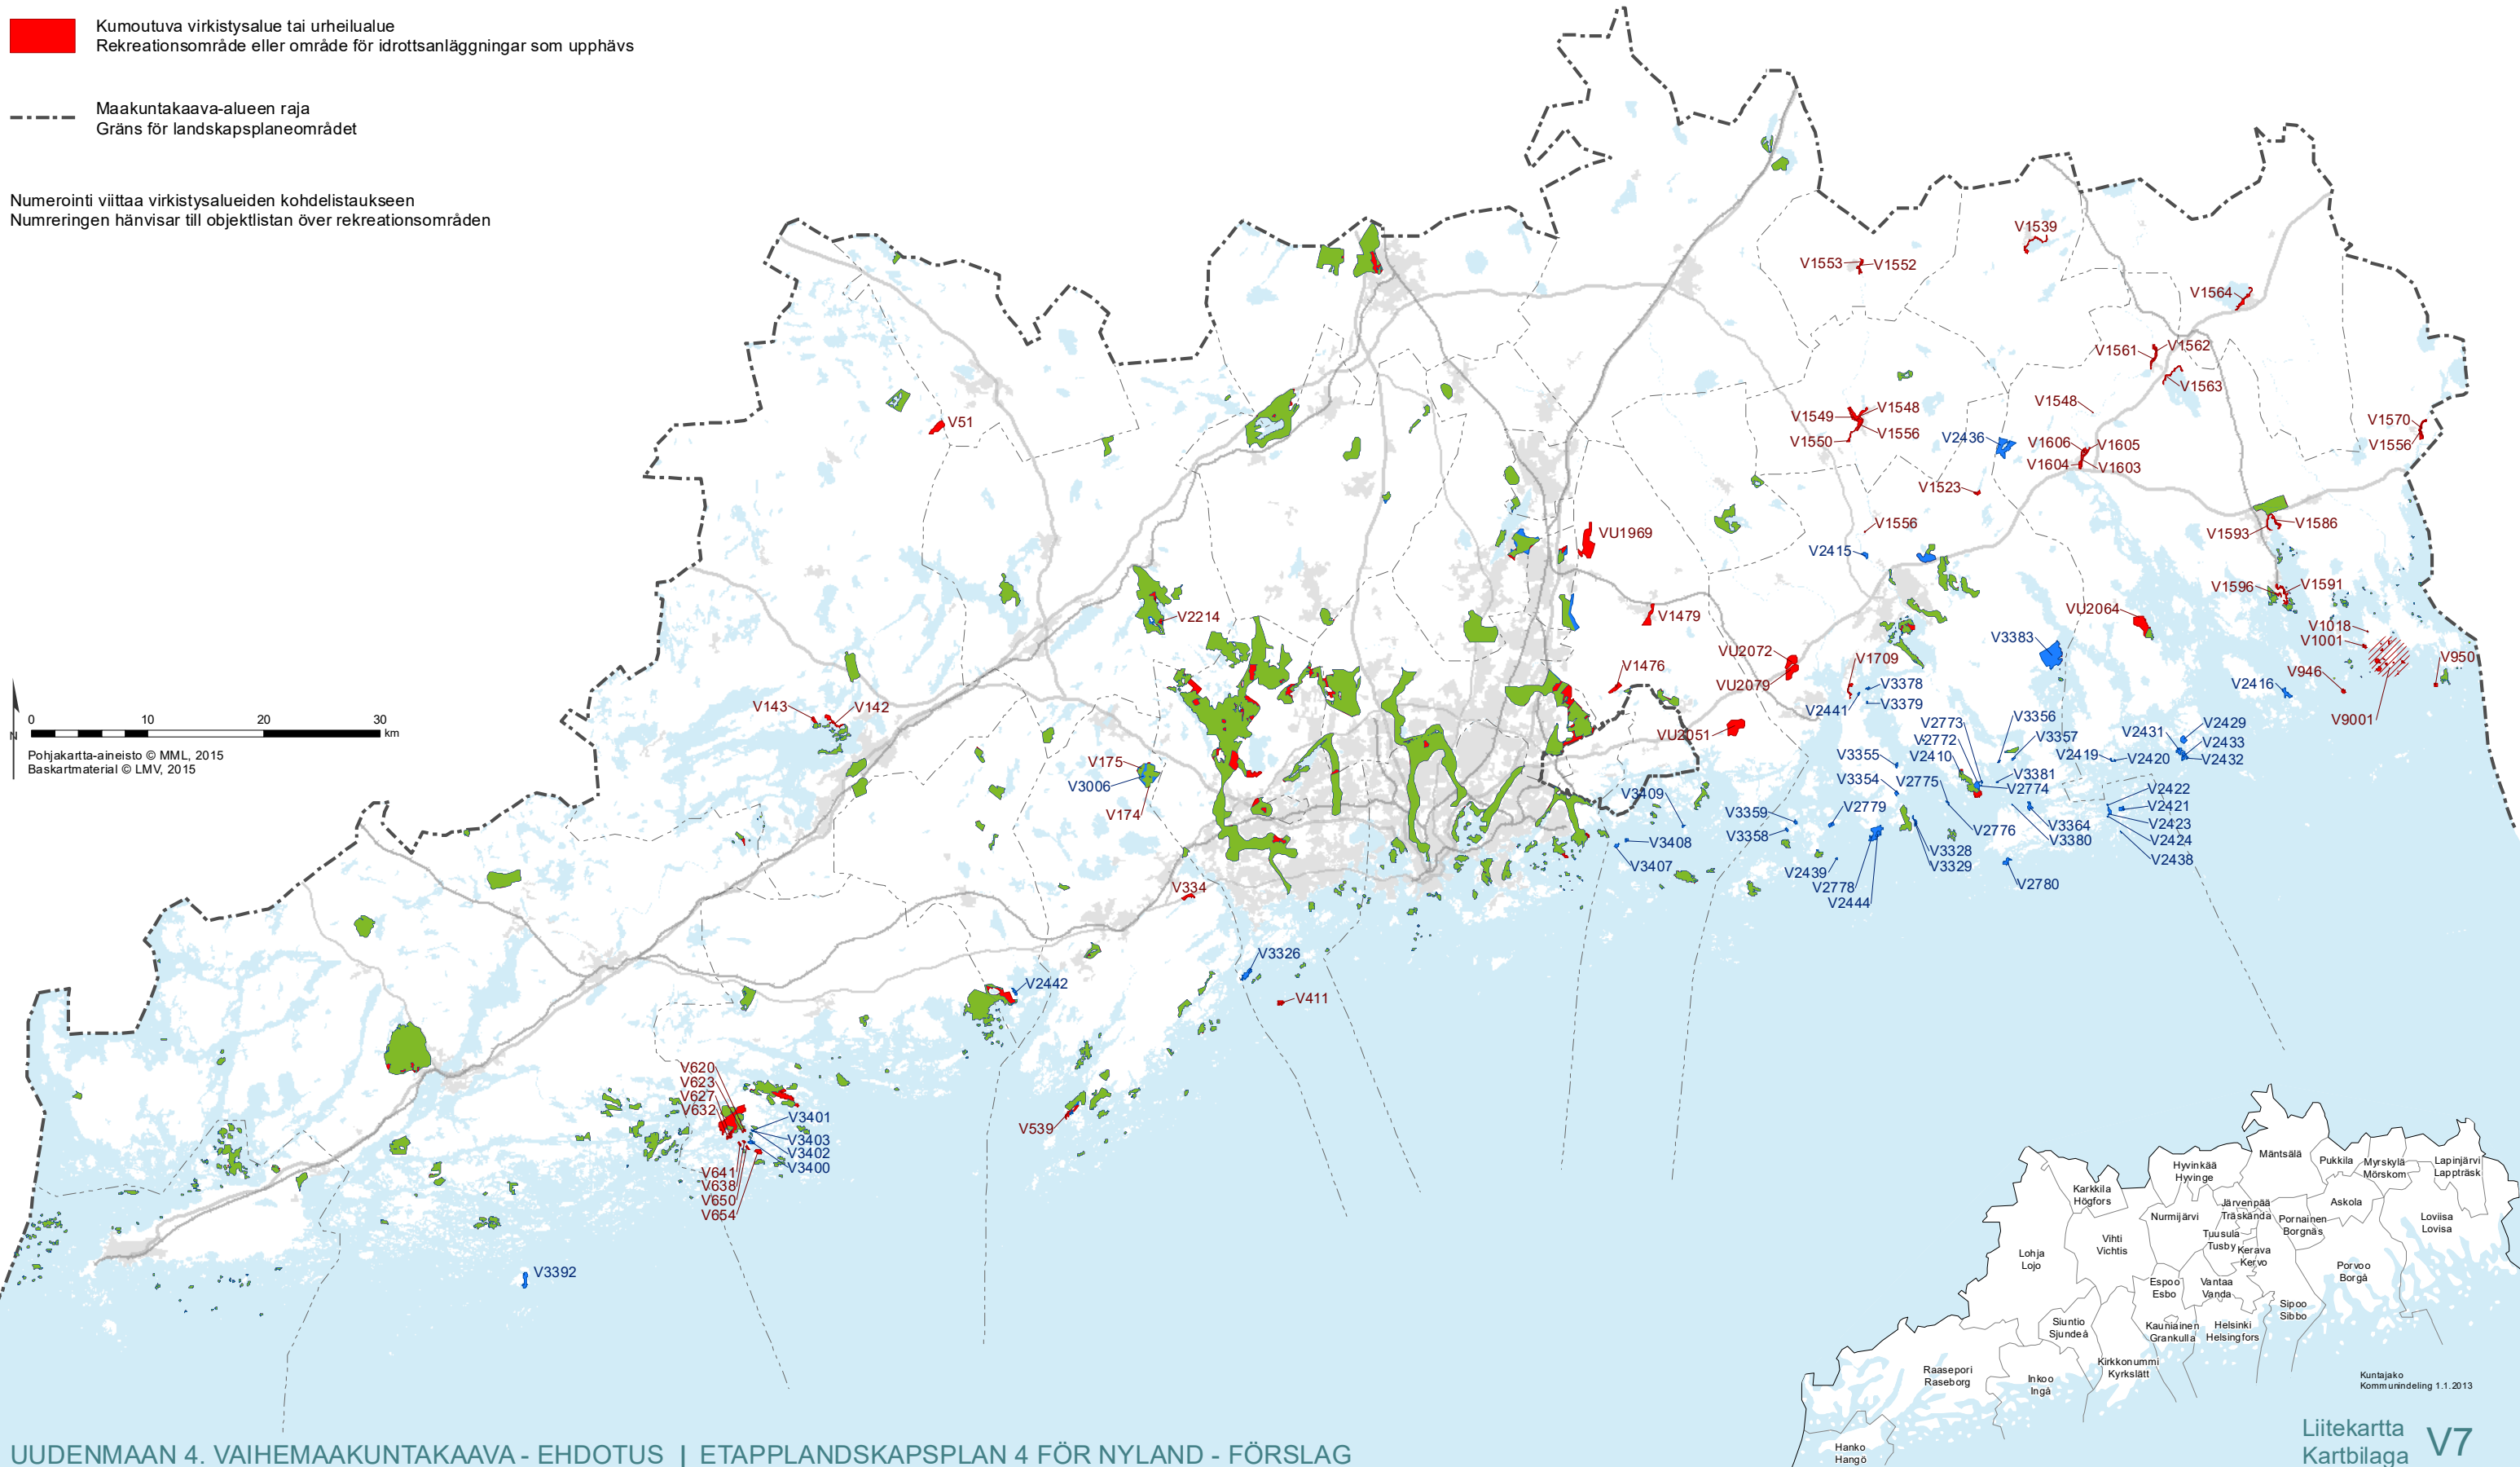 Kumoutuva virkistysalue tai urheilualue
Rekreationsområde eller område för idrottsanläggningar som upphävs
Maakuntakaava-alueen raja
Gräns för landskapsplaneområdet
Numerointi viittaa virkistysalueiden kohdelistaukseen
Numreringen hänvisar till objektlistan över rekreationsområden
V1539
V1553
V1552
V1564
V1561
V1562
V1563
V51
V1549
V1548
V1556
V1550
V2436
V1548
V1606
V1605
V1604
V1603
V1570
V1556
V1523
V1556
V2415
VU1969
V1586
V1593
V1596
V1591
V2214
V1479
VU2064
V1018
V1001
V3383
VU2072
VU2079
V1709
V1476
V946
V950
V2416
V9001
V3378
V3379
V2441
VU2051
V143
V142
N
0
10
20
30
km
Pohjakartta-aineisto © MML, 2015
Baskartmaterial © LMV, 2015
V175
V3006
V174
V2773
V2772
V2410
V3356
V3357
V3355
V3354
V2775
V3381
V2774
V2419
V2420
V2431
V2429
V2433
V2432
V3409
V3359
V3358
V2779
V2776
V3364
V3380
V2422
V2421
V2423
V2424
V2438
V3408
V3407
V3328
V3329
V2439
V2778
V2444
V2780
V334
V3326
V411
V2442
V620
V623
V627
V632
V3401
V3403
V3402
V3400
V641
V638
V650
V654
V539
V3392
Mäntsälä
Hyvinkää
Hyvinge
Pukkila
Myrskylä
Mörskom
Lapinjärvi
Lappträsk
Karkkila
Högfors
Järvenpää
Träskända
Askola
Nurmijärvi
Pornainen
Borgnäs
Loviisa
Lovisa
Tuusula
Tusby
Vihti
Vichtis
Kerava
Kervo
Lohja
Lojo
Porvoo
Borgå
Espoo
Esbo
Vantaa
Vanda
Sipoo
Sibbo
Siuntio
Sjundeå
Kauniainen
Grankulla
Helsinki
Helsingfors
Kirkkonummi
Kyrkslätt
Raasepori
Raseborg
Inkoo
Ingå
Hanko
Hangö
Kuntajako
Kommunindeling 1.1.2013
UUDENMAAN 4. VAIHEMAAKUNTAKAAVA - EHDOTUS | ETAPPLANDSKAPSPLAN 4 FÖR NYLAND - FÖRSLAG
Liitekartta
Kartbilaga
V7